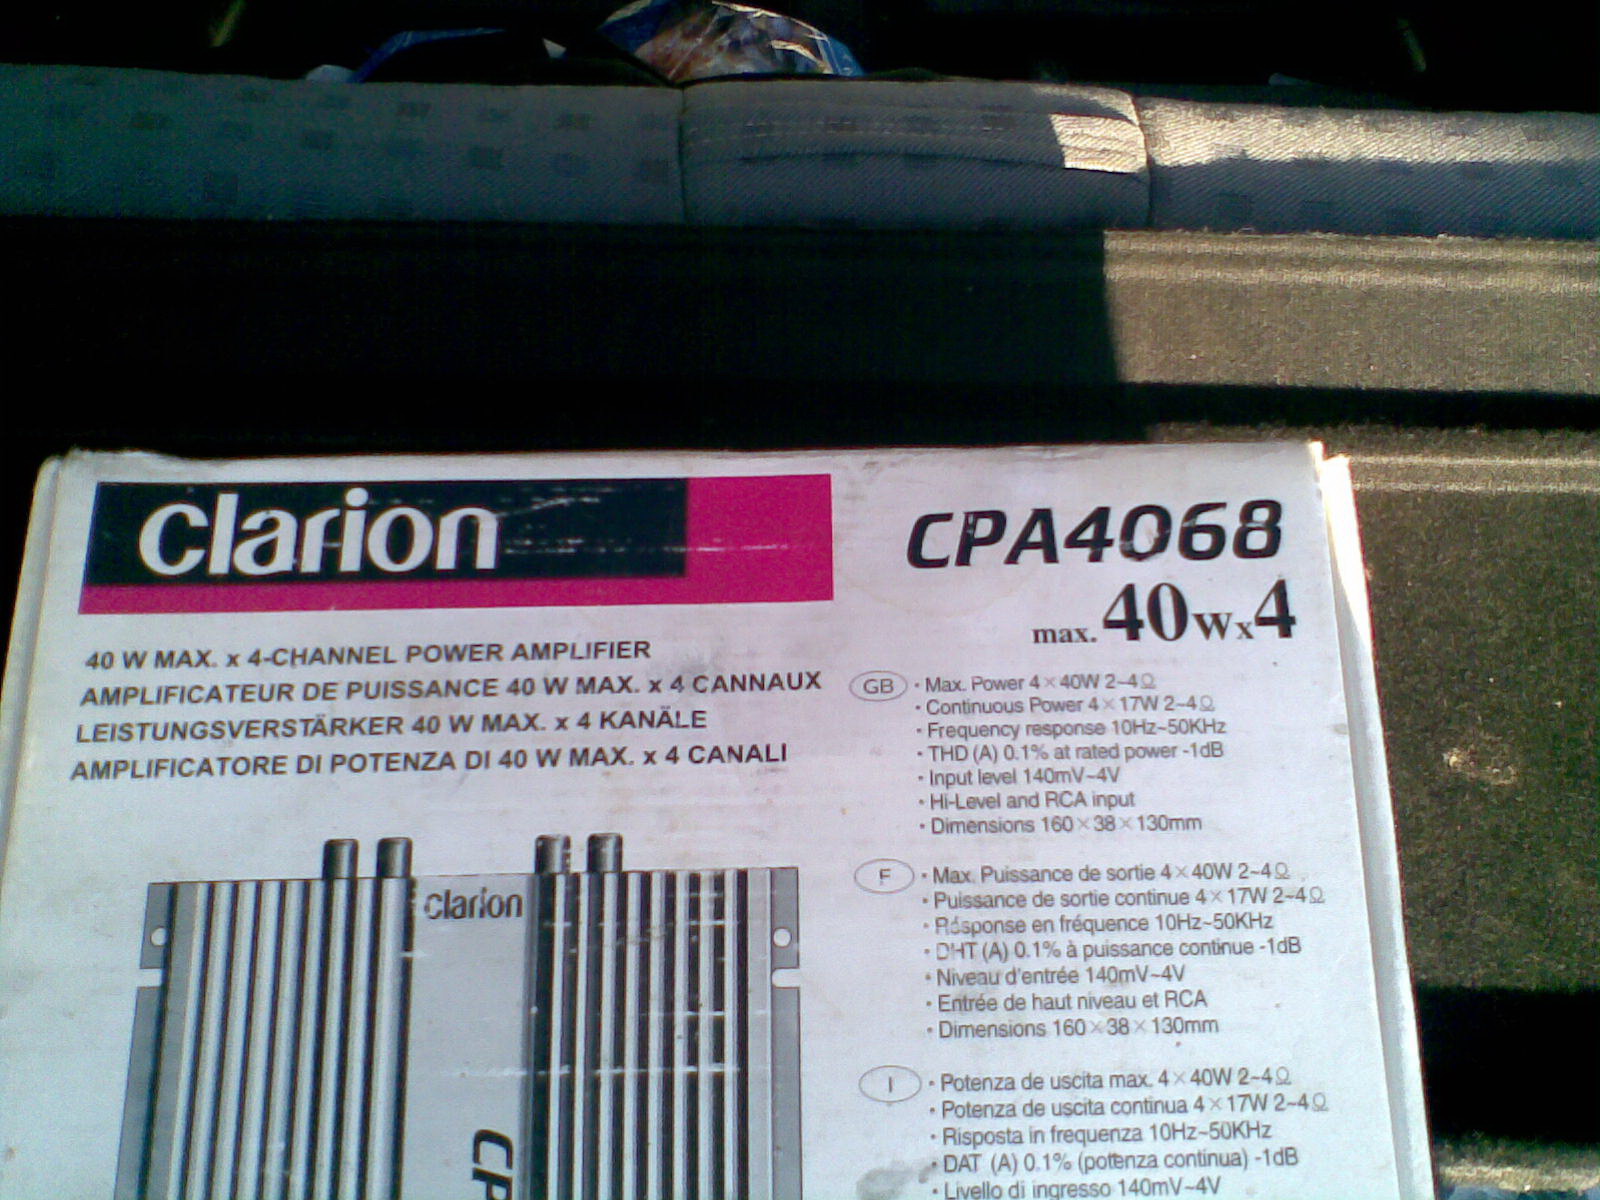 clarion
CPA4068
max. 40wx4
40 W MAX. x 4-CHANNEL POWER AMPLIFIER
AMPLIFICATEUR DE PUISSANCE 40 W MAX. x 4 CANNAUX
LEISTUNGSVERSTÄRKER 40 W MAX. x 4 KANÄLE
AMPLIFICATORE DI POTENZA DI 40 W MAX. x 4 CANALI
GB
· Max. Power 4×40W 2~4Ω
· Continuous Power 4×17W 2~4Ω
· Frequency response 10Hz~50KHz
· THD (A) 0.1% at rated power -1dB
· Input level 140mV~4V
· Hi-Level and RCA input
· Dimensions 160×38×130mm
F
· Max. Puissance de sortie 4×40W 2~4Ω
· Puissance de sortie continue 4×17W 2~4Ω
· Résponse en fréquence 10Hz~50KHz
· DHT (A) 0.1% à puissance continue -1dB
· Niveau d'entrée 140mV~4V
· Entrée de haut niveau et RCA
· Dimensions 160×38×130mm
I
· Potenza de uscita max. 4×40W 2~4Ω
· Potenza de uscita continua 4×17W 2~4Ω
· Risposta in frequenza 10Hz~50KHz
· DAT (A) 0.1% (potenza continua) -1dB
· Livello di ingresso 140mV~4V
clarion
CP